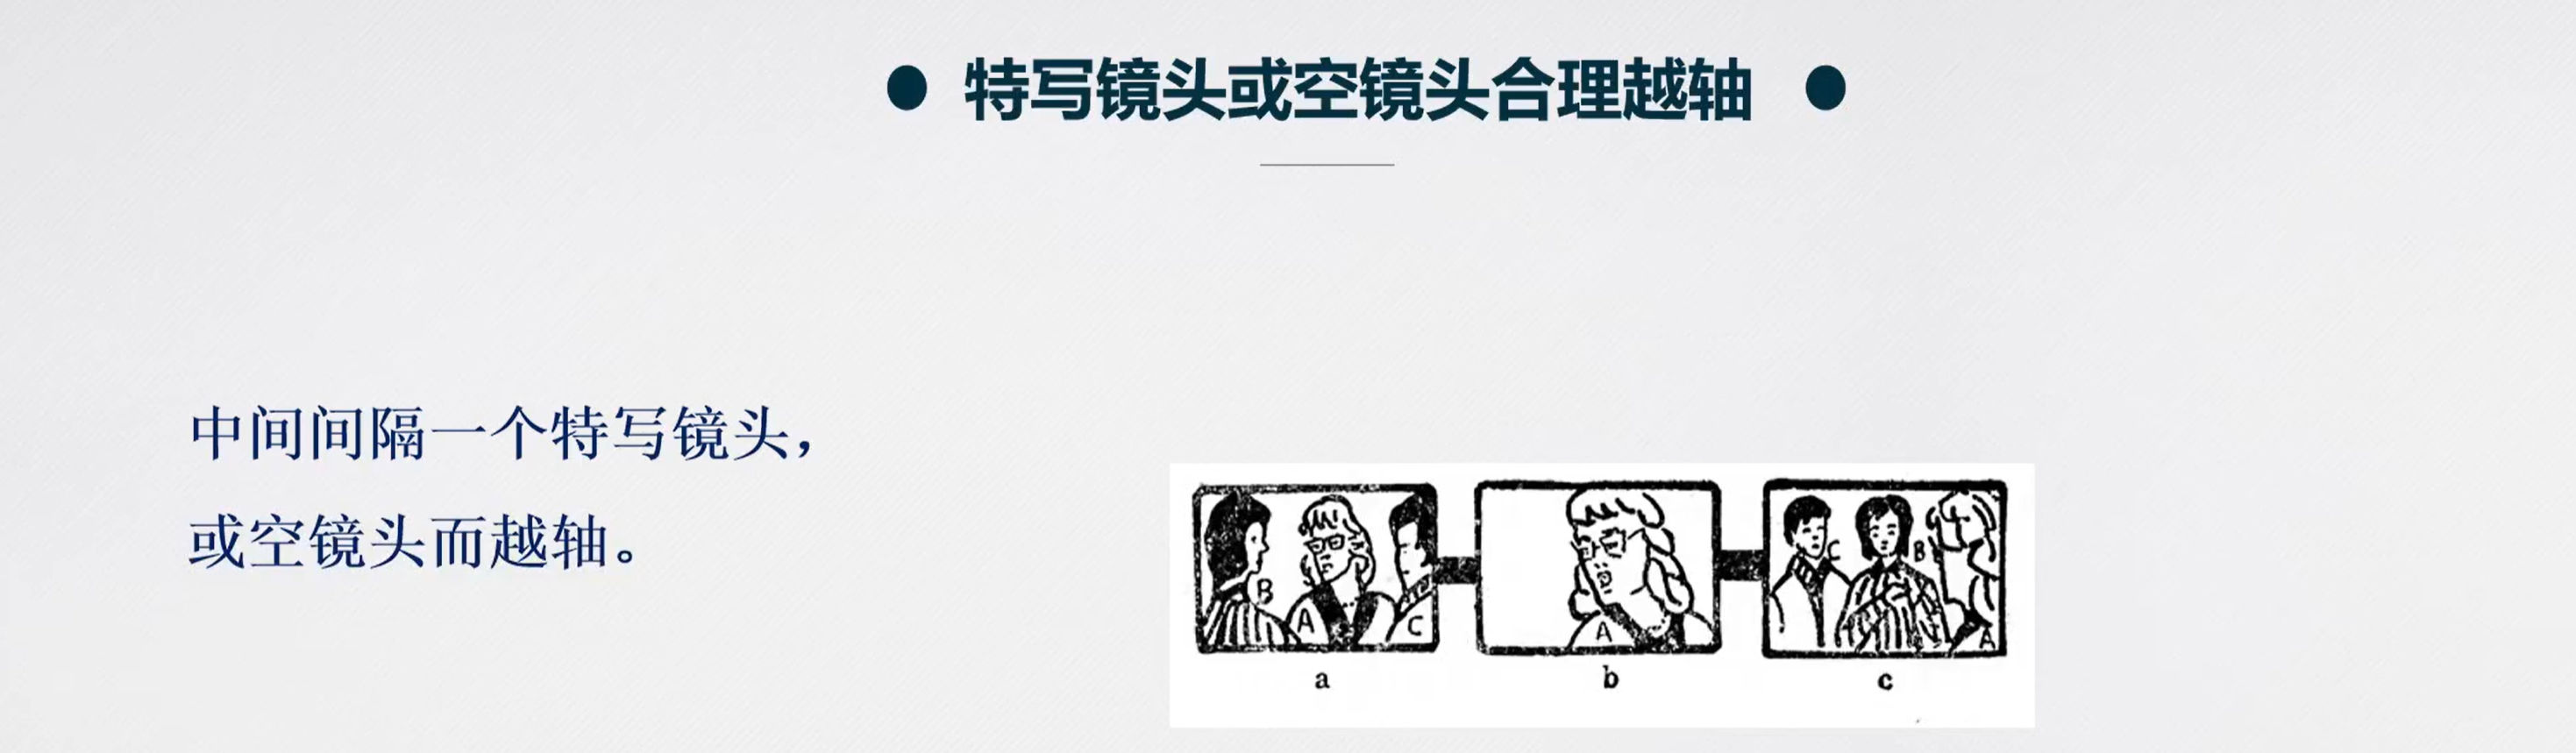 ● 特写镜头或空镜头合理越轴 ●
中间间隔一个特写镜头，
或空镜头而越轴。
B A C
A
C B A
a b c